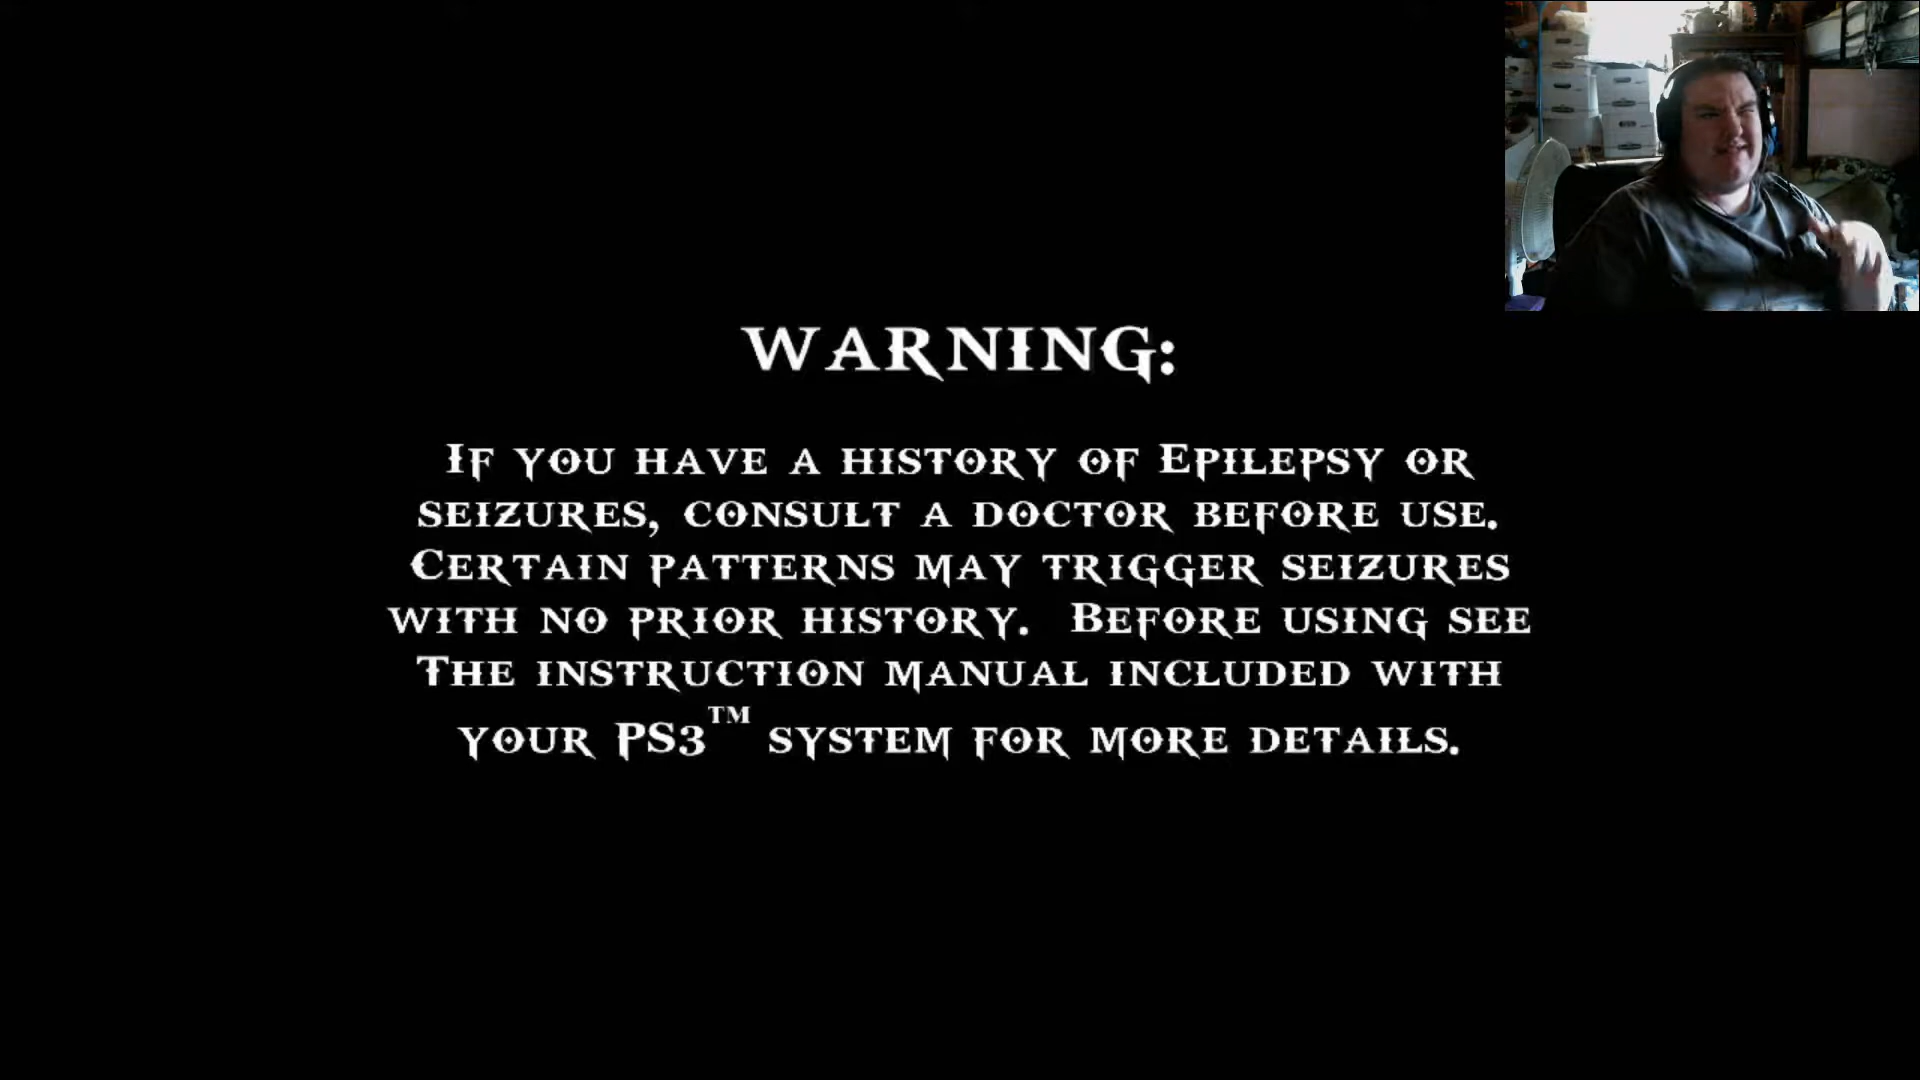 WARNING:
If you have a history of Epilepsy or
seizures, consult a doctor before use.
Certain patterns may trigger seizures
with no prior history.  Before using see
The instruction manual included with
your PS3™ system for more details.